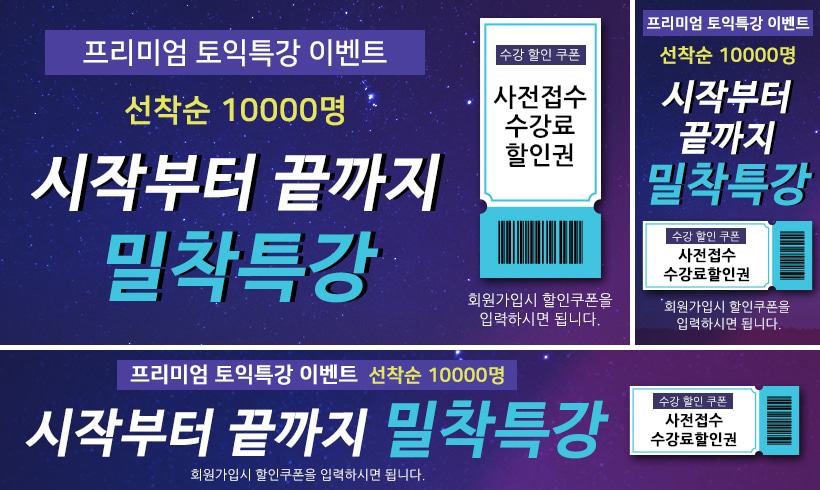 프리미엄 토익특강 이벤트
선착순 10000명
시작부터 끝까지
밀착특강
수강 할인 쿠폰
사전접수
수강료
할인권
회원가입시 할인쿠폰을
입력하시면 됩니다.
프리미엄 토익특강 이벤트
선착순 10000명
시작부터
끝까지
밀착특강
수강 할인 쿠폰
사전접수
수강료할인권
회원가입시 할인쿠폰을
입력하시면 됩니다.
프리미엄 토익특강 이벤트 선착순 10000명
시작부터 끝까지 밀착특강
회원가입시 할인쿠폰을 입력하시면 됩니다.
수강 할인 쿠폰
사전접수
수강료할인권